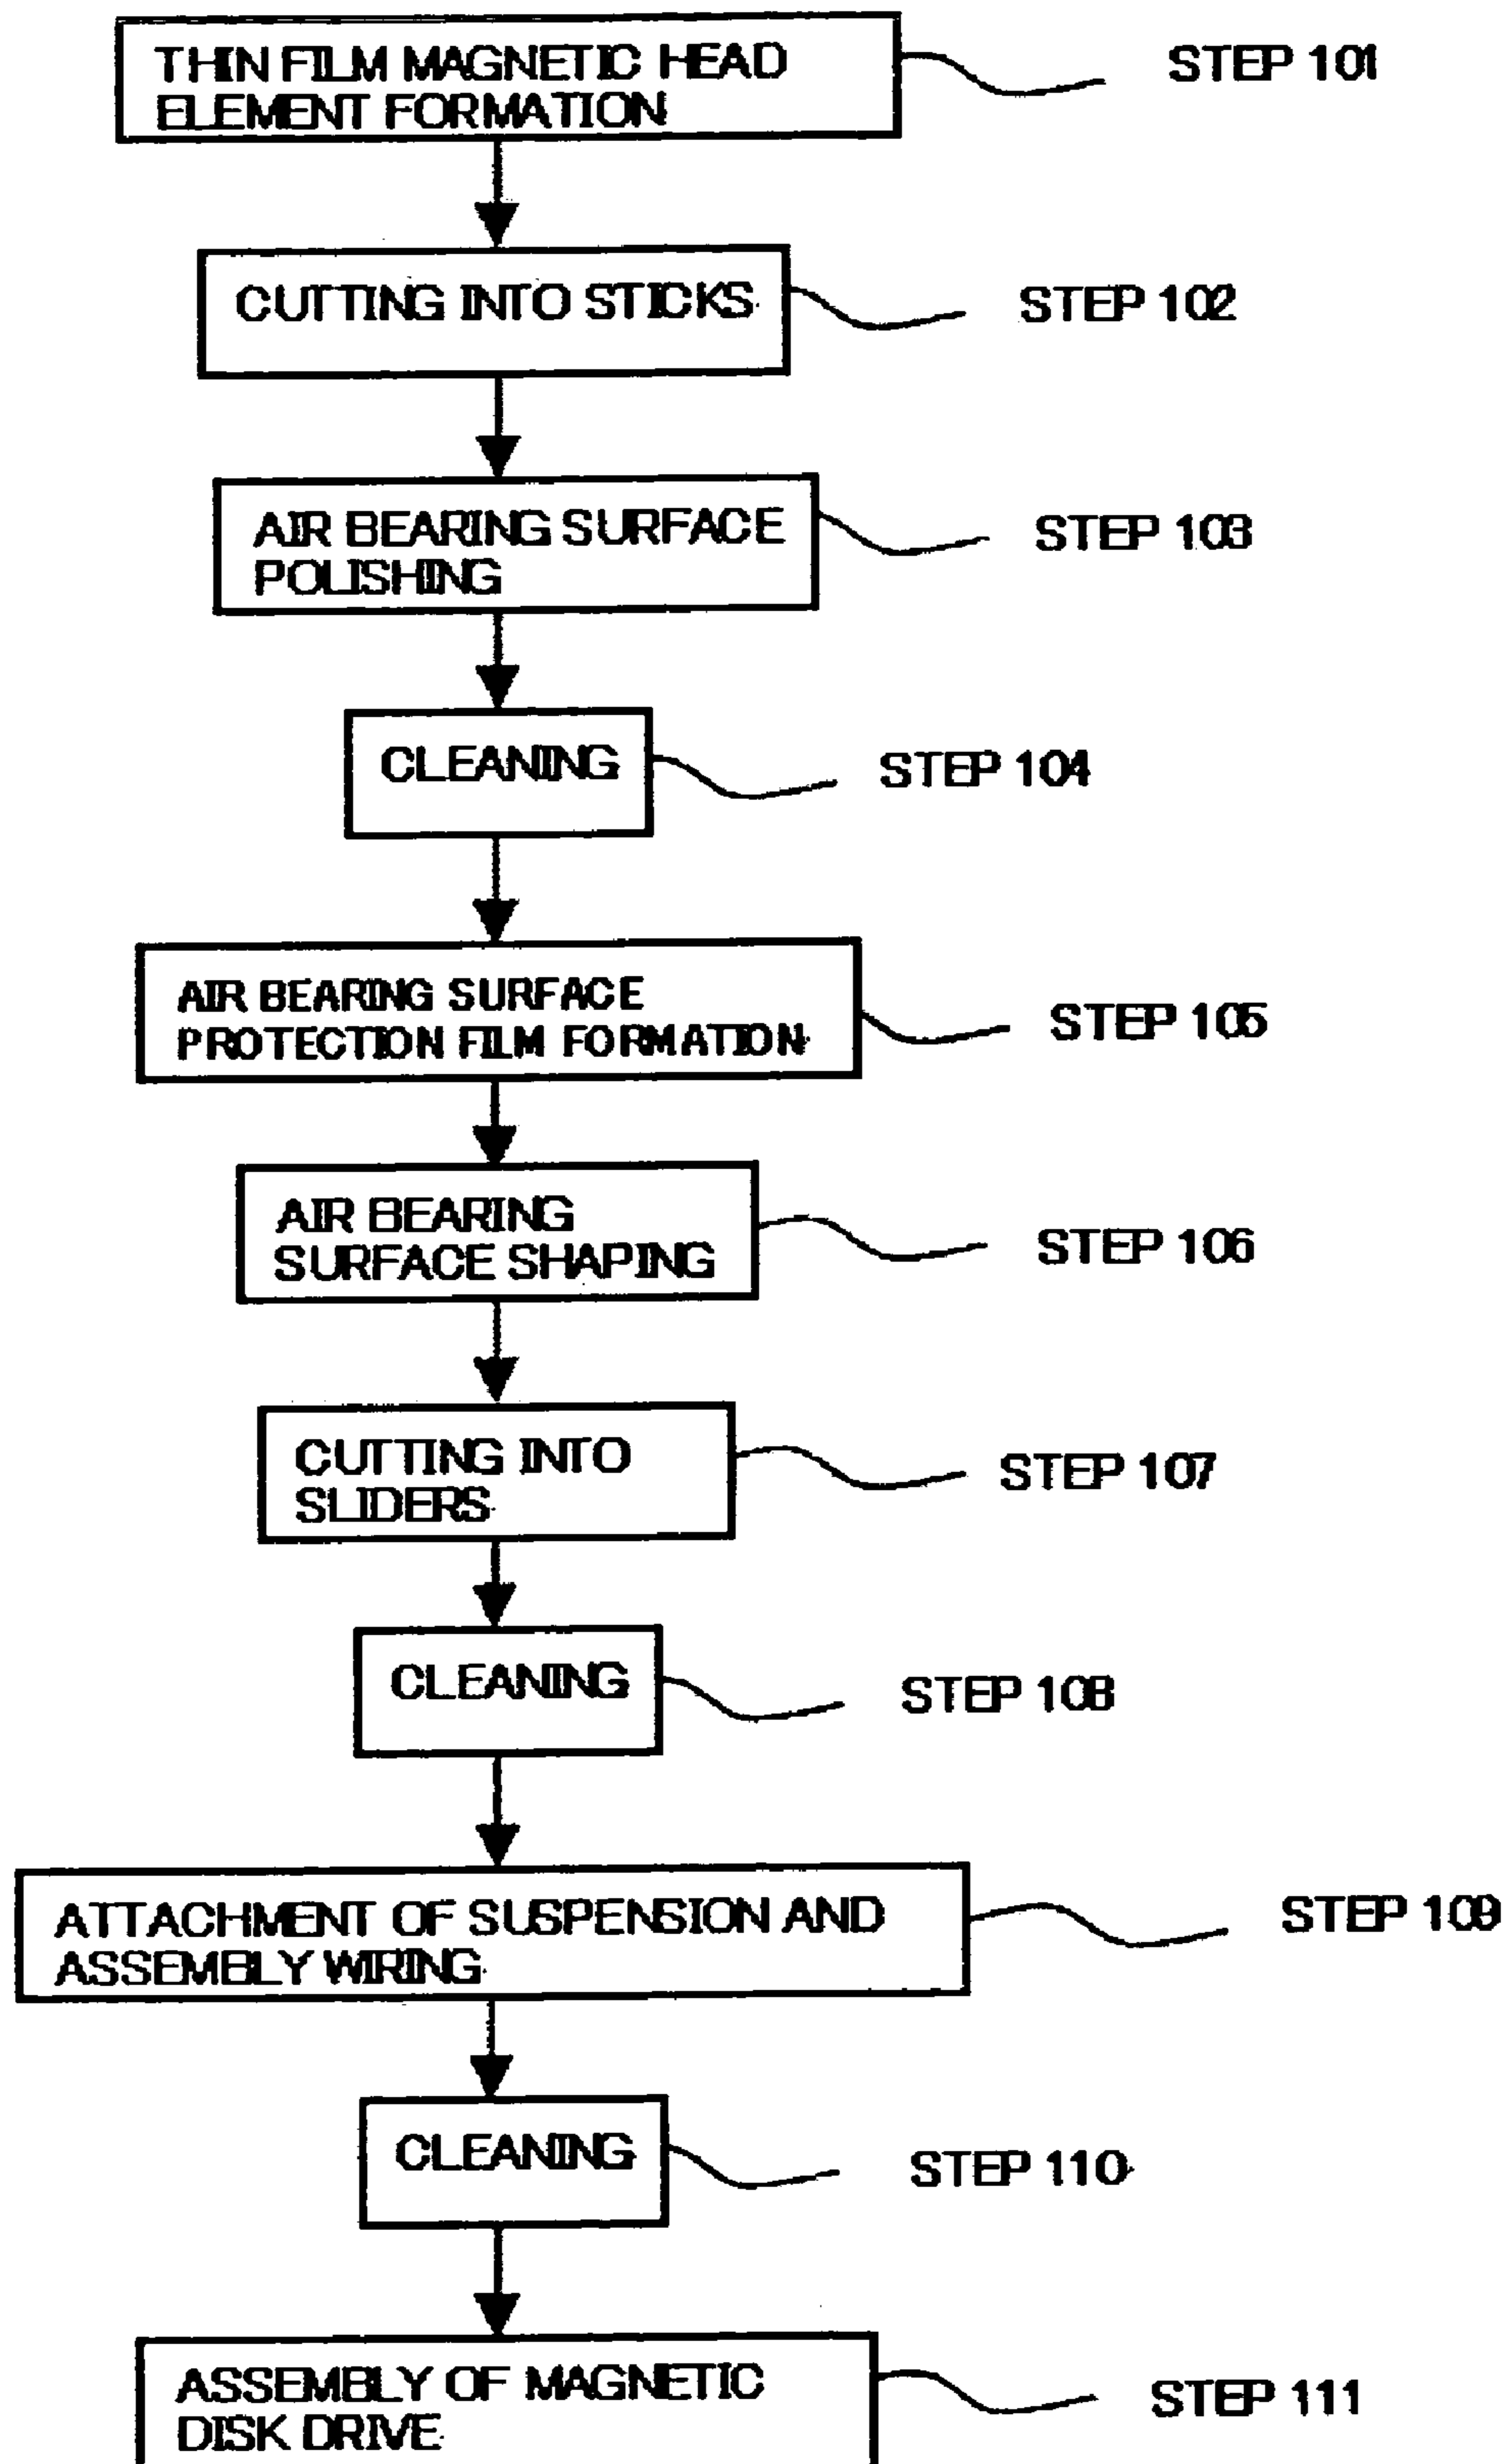 THIN FILM MAGNETIC HEAD
ELEMENT FORMATION
STEP 101
CUTTING INTO STICKS
STEP 102
AIR BEARING SURFACE
POLISHING
STEP 103
CLEANING
STEP 104
AIR BEARING SURFACE
PROTECTION FILM FORMATION
STEP 105
AIR BEARING
SURFACE SHAPING
STEP 106
CUTTING INTO
SLIDERS
STEP 107
CLEANING
STEP 108
ATTACHMENT OF SUSPENSION AND
ASSEMBLY WIRING
STEP 109
CLEANING
STEP 110
ASSEMBLY OF MAGNETIC
DISK DRIVE
STEP 111